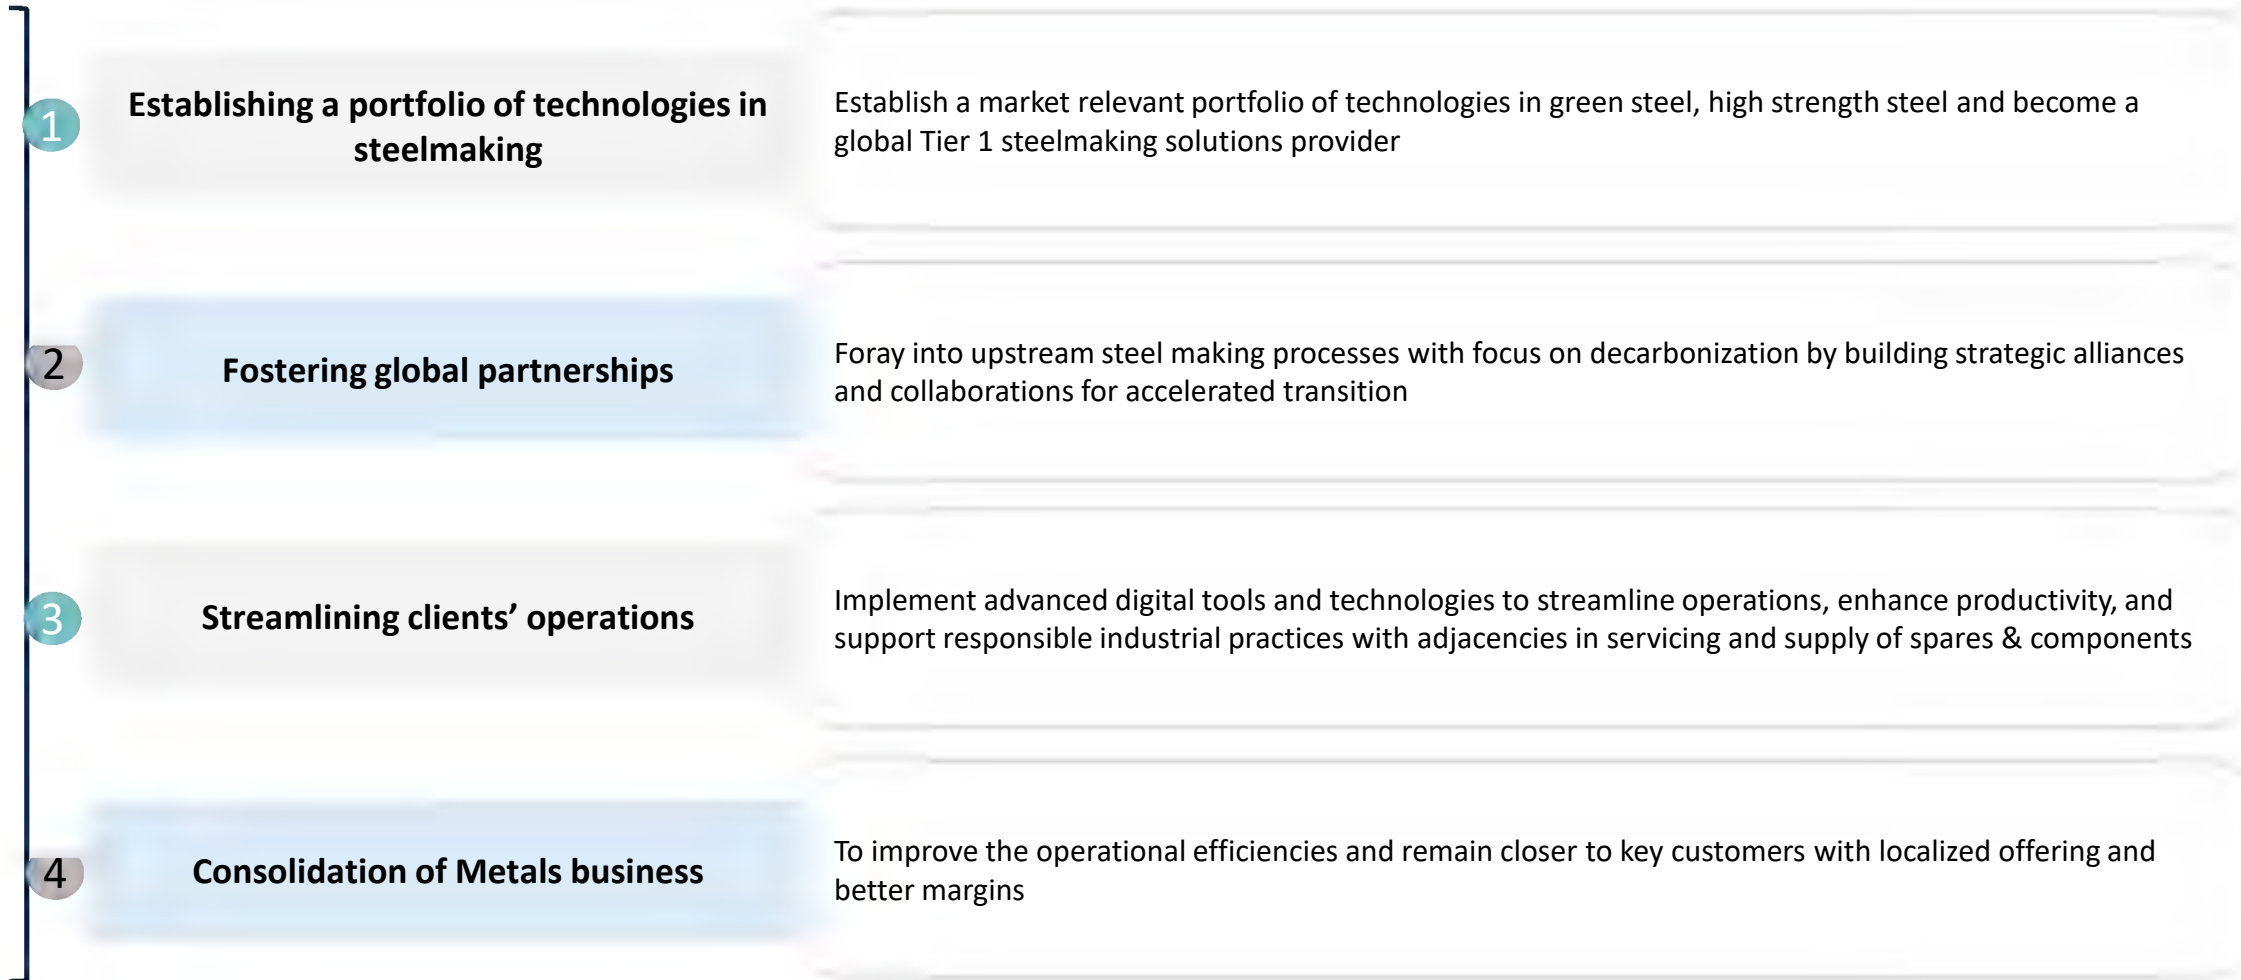 1
Establishing a portfolio of technologies in
steelmaking
Establish a market relevant portfolio of technologies in green steel, high strength steel and become a
global Tier 1 steelmaking solutions provider
2
Fostering global partnerships
Foray into upstream steel making processes with focus on decarbonization by building strategic alliances
and collaborations for accelerated transition
3
Streamlining clients’ operations
Implement advanced digital tools and technologies to streamline operations, enhance productivity, and
support responsible industrial practices with adjacencies in servicing and supply of spares & components
4
Consolidation of Metals business
To improve the operational efficiencies and remain closer to key customers with localized offering and
better margins